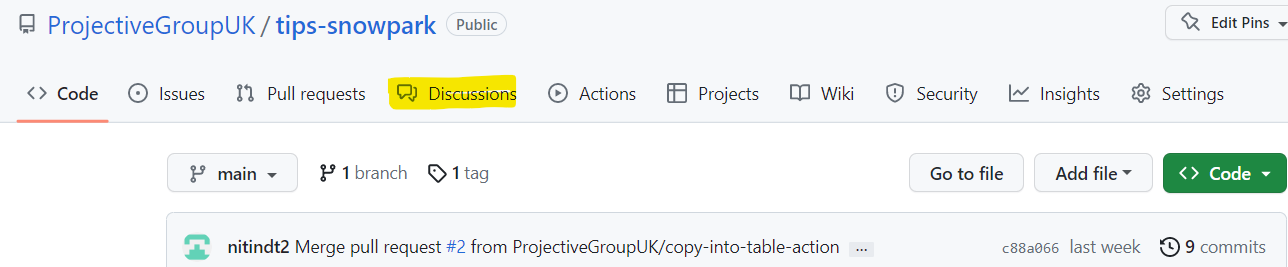 ProjectiveGroupUK / tips-snowpark Public Edit Pins
Code Issues Pull requests Discussions Actions Projects Wiki Security Insights Settings
main 1 branch 1 tag Go to file Add file Code
nitindt2 Merge pull request #2 from ProjectiveGroupUK/copy-into-table-action ... c88a066 last week 9 commits